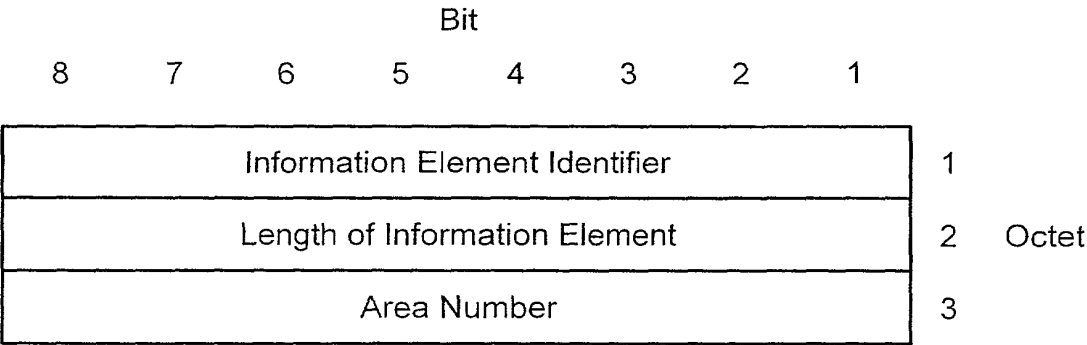 Bit
8 7 6 5 4 3 2 1
Information Element Identifier 1
Length of Information Element 2 Octet
Area Number 3